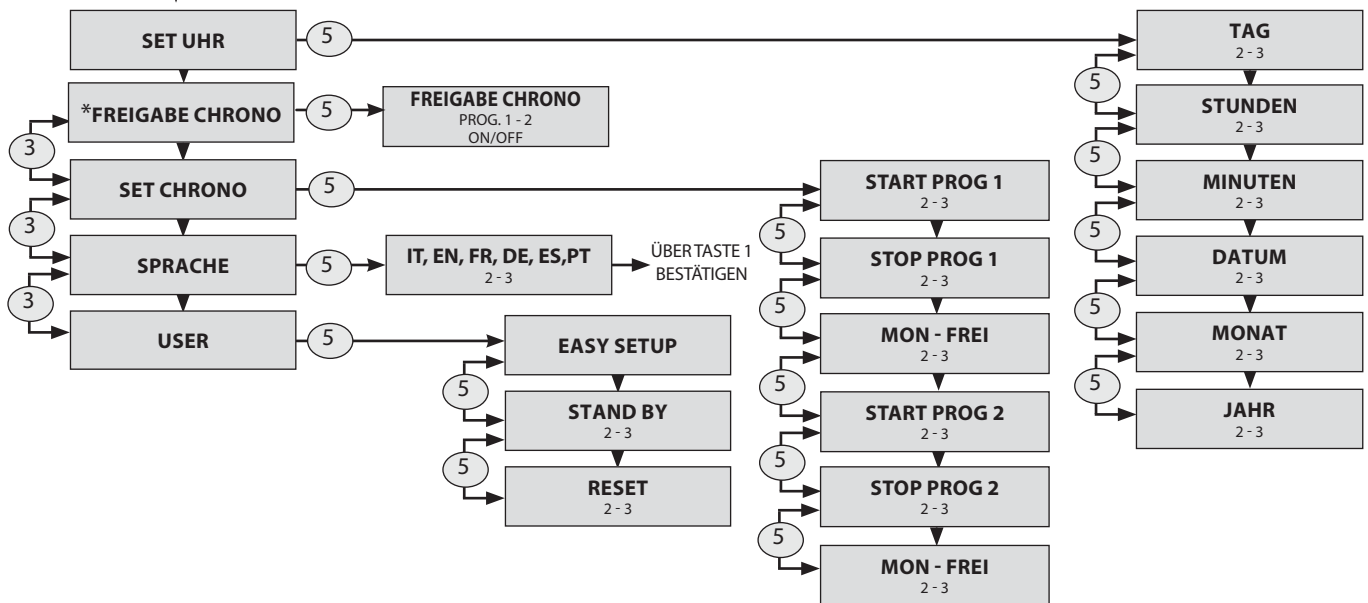 SET UHR
5
*FREIGABE CHRONO
5
FREIGABE CHRONO
PROG. 1 - 2
ON/OFF
3
SET CHRONO
5
3
SPRACHE
5
IT, EN, FR, DE, ES,PT
2 - 3
ÜBER TASTE 1
BESTÄTIGEN
3
USER
5
EASY SETUP
5
STAND BY
2 - 3
5
RESET
2 - 3
START PROG 1
2 - 3
5
STOP PROG 1
2 - 3
5
MON - FREI
2 - 3
5
START PROG 2
2 - 3
5
STOP PROG 2
2 - 3
5
MON - FREI
2 - 3
TAG
2 - 3
5
STUNDEN
2 - 3
5
MINUTEN
2 - 3
5
DATUM
2 - 3
5
MONAT
2 - 3
5
JAHR
2 - 3